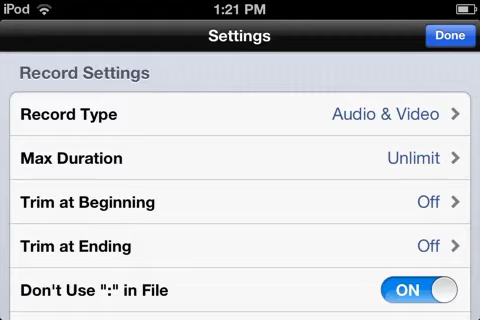 iPod 1:21 PM
Settings Done
Record Settings
Record Type Audio & Video
Max Duration Unlimit
Trim at Beginning Off
Trim at Ending Off
Don't Use ":" in File ON